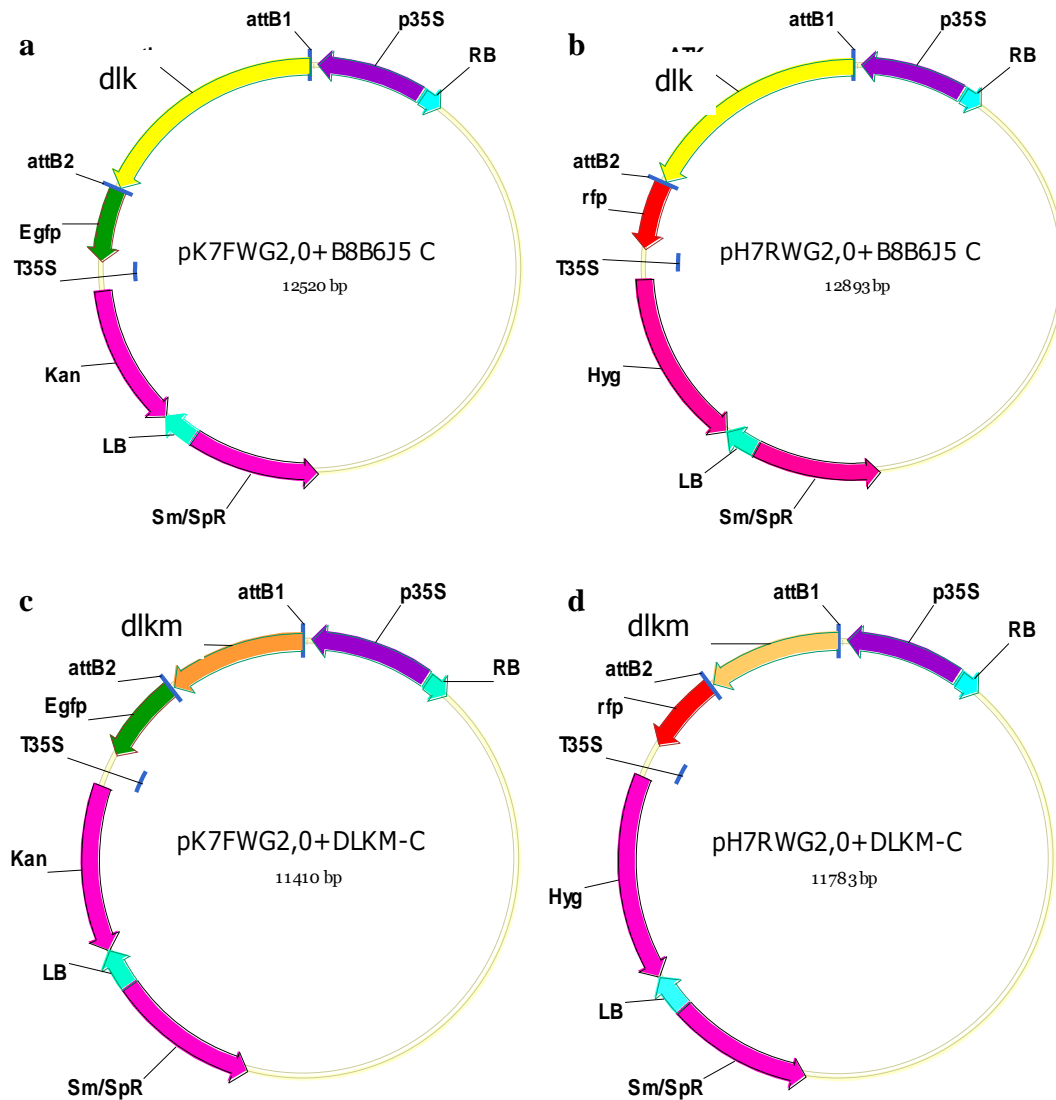 a
attB1
p35S
RB
dlk
attB2
Egfp
T35S
pK7FWG2,0+B8B6J5 C
12520 bp
Kan
LB
Sm/SpR
b
attB1
p35S
RB
dlk
attB2
rfp
T35S
pH7RWG2,0+B8B6J5 C
12893 bp
Hyg
LB
Sm/SpR
c
attB1
p35S
RB
dlkm
attB2
Egfp
T35S
pK7FWG2,0+DLKM-C
11410 bp
Kan
LB
Sm/SpR
d
attB1
p35S
RB
dlkm
attB2
rfp
T35S
pH7RWG2,0+DLKM-C
11783 bp
Hyg
LB
Sm/SpR